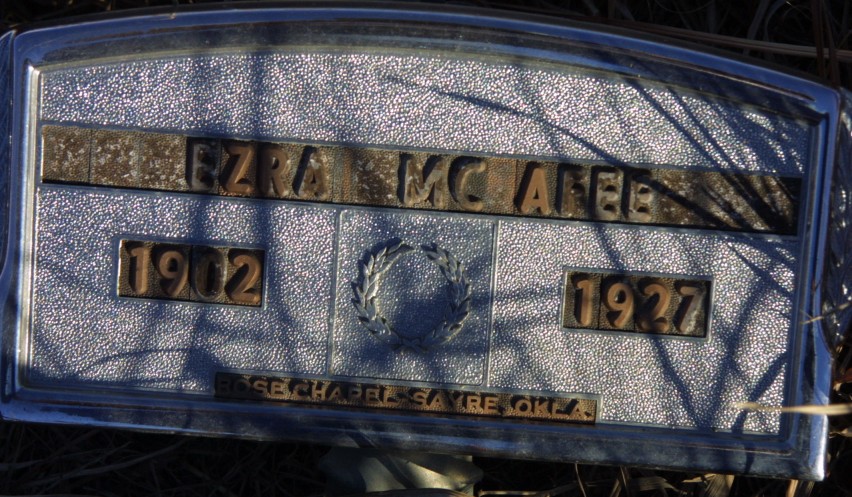 EZRA MC AFEE
1902 1927
ROSE CHAPEL-SAYRE, OKLA.